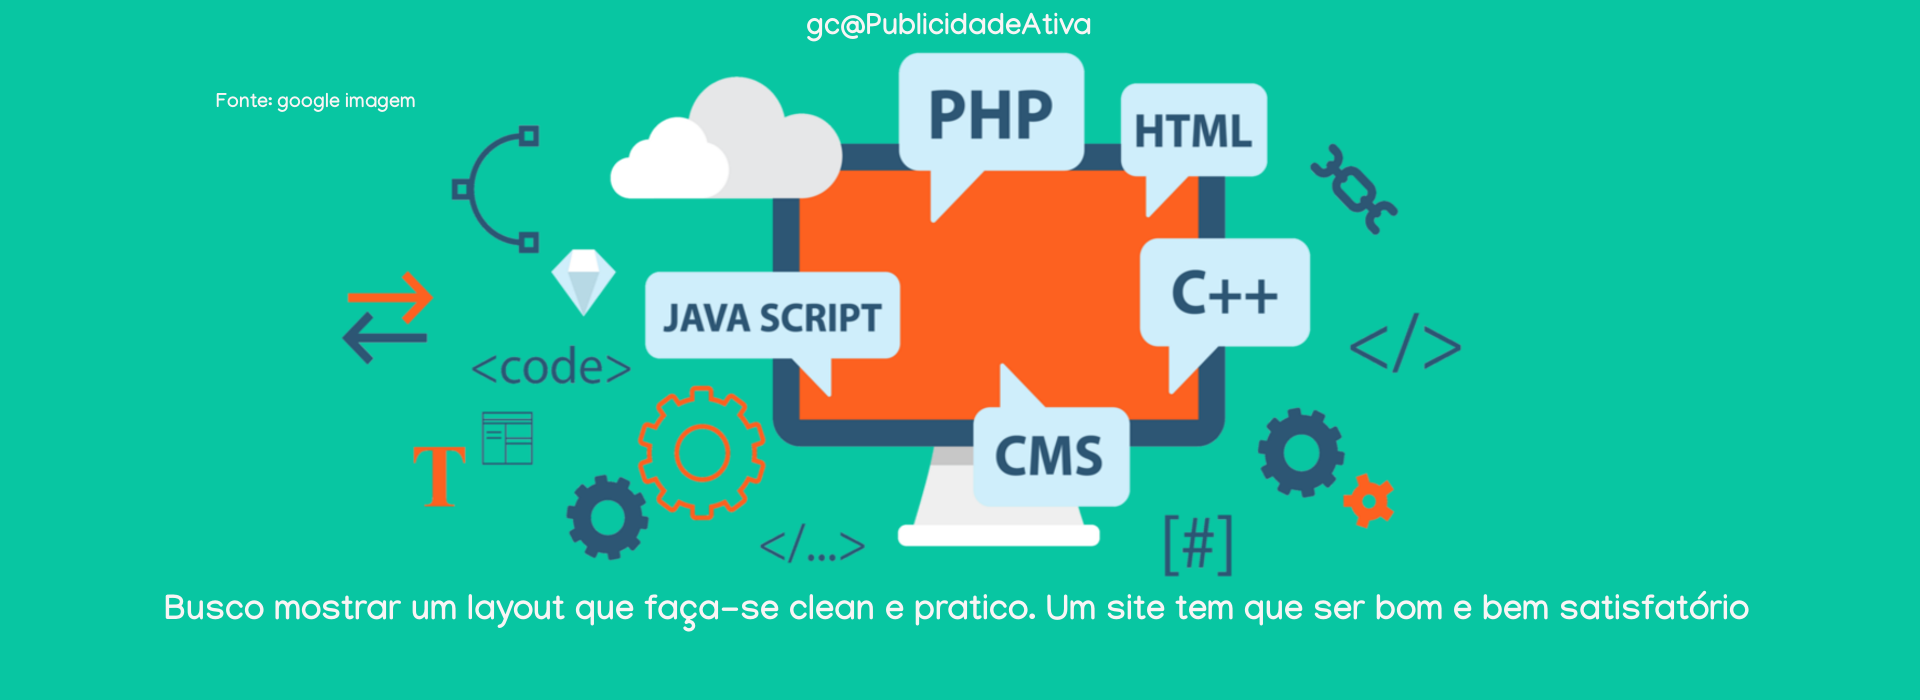 gc@PublicidadeAtiva
Fonte: google imagem
PHP
HTML
C++
JAVA SCRIPT
</>
<code>
CMS
T
</...>
[#]
Busco mostrar um layout que faça-se clean e pratico. Um site tem que ser bom e bem satisfatório